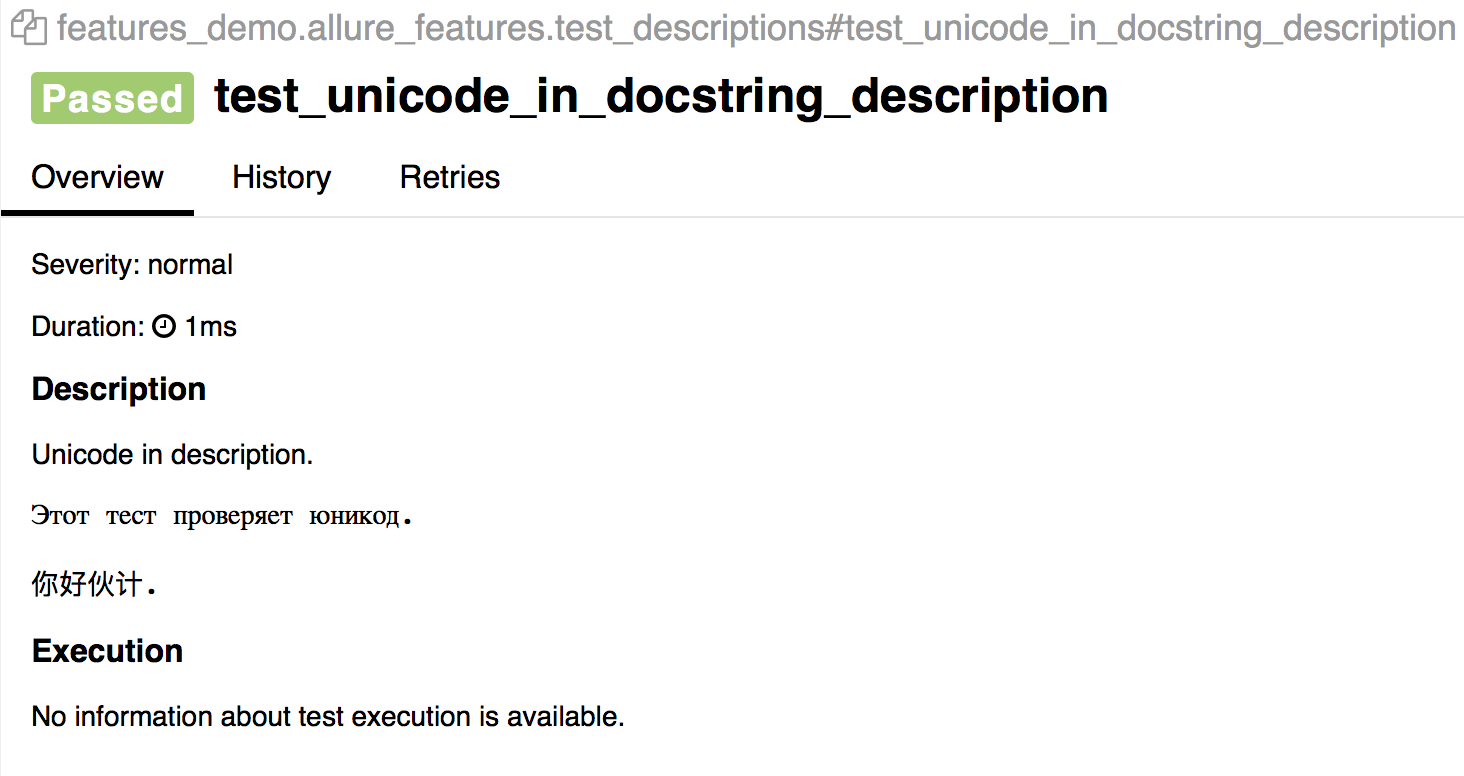 features_demo.allure_features.test_descriptions#test_unicode_in_docstring_description
Passed test_unicode_in_docstring_description
Overview History Retries
Severity: normal
Duration: 1ms
Description
Unicode in description.
Этот тест проверяет юникод.
你好伙计.
Execution
No information about test execution is available.